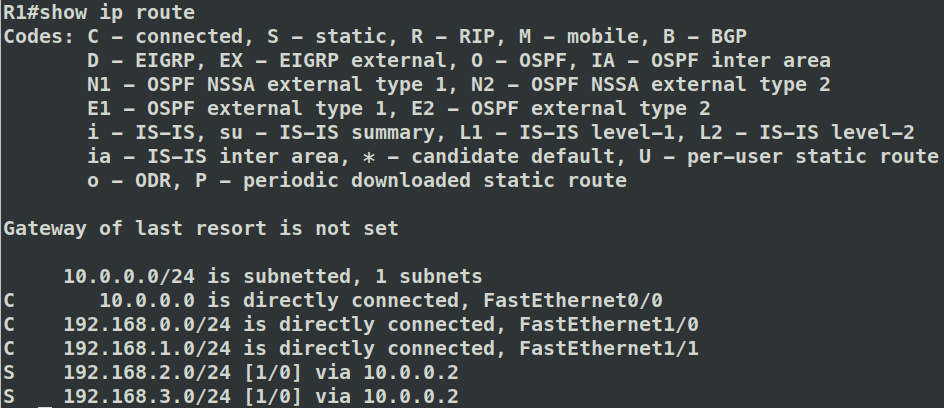 R1#show ip route
Codes: C – connected, S – static, R – RIP, M – mobile, B – BGP
       D – EIGRP, EX – EIGRP external, O – OSPF, IA – OSPF inter area
       N1 – OSPF NSSA external type 1, N2 – OSPF NSSA external type 2
       E1 – OSPF external type 1, E2 – OSPF external type 2
       i – IS–IS, su – IS–IS summary, L1 – IS–IS level–1, L2 – IS–IS level–2
       ia – IS–IS inter area, * – candidate default, U – per–user static route
       o – ODR, P – periodic downloaded static route

Gateway of last resort is not set

     10.0.0.0/24 is subnetted, 1 subnets
C       10.0.0.0 is directly connected, FastEthernet0/0
C    192.168.0.0/24 is directly connected, FastEthernet1/0
C    192.168.1.0/24 is directly connected, FastEthernet1/1
S    192.168.2.0/24 [1/0] via 10.0.0.2
S    192.168.3.0/24 [1/0] via 10.0.0.2